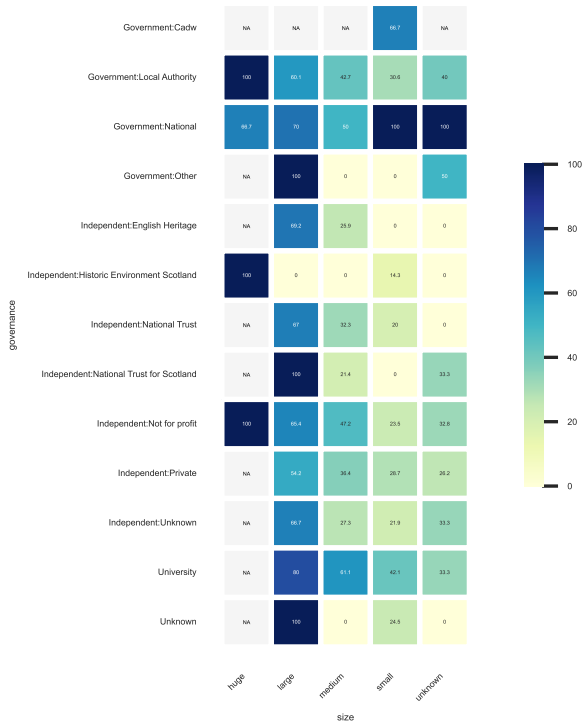 Government:Cadw NA NA NA 66.7 NA
Government:Local Authority 100 60.1 42.7 30.6 40
Government:National 66.7 70 50 100 100
Government:Other NA 100 0 0 50
Independent:English Heritage NA 69.2 25.9 0 0
Independent:Historic Environment Scotland 100 0 0 14.3 0
Independent:National Trust NA 67 32.3 20 0
Independent:National Trust for Scotland NA 100 21.4 0 33.3
Independent:Not for profit 100 65.4 47.2 23.5 32.8
Independent:Private NA 54.2 36.4 28.7 26.2
Independent:Unknown NA 66.7 27.3 21.9 33.3
University NA 80 61.1 42.1 33.3
Unknown NA 100 0 24.5 0
governance
huge large medium small unknown
size
100
80
60
40
20
0